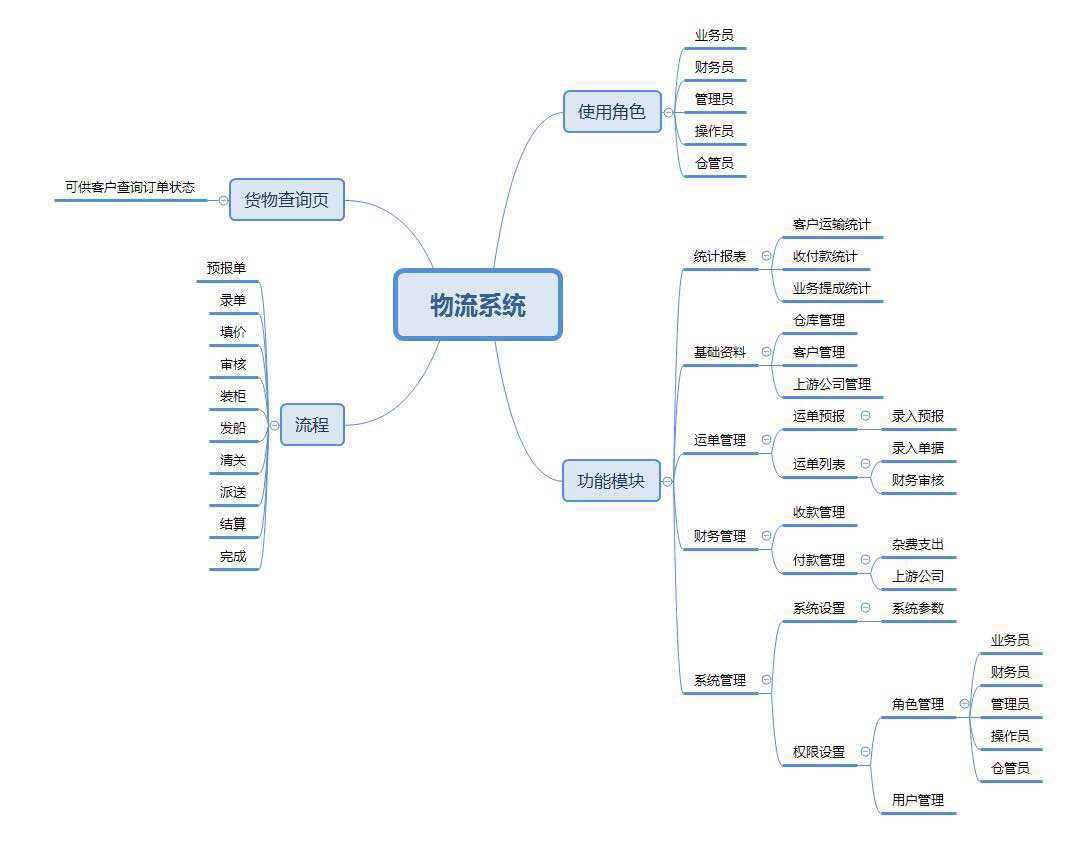 物流系统
使用角色
业务员
财务员
管理员
操作员
仓管员
货物查询页
可供客户查询订单状态
流程
预报单
录单
填价
审核
装柜
发船
清关
派送
结算
完成
功能模块
统计报表
客户运输统计
收付款统计
业务提成统计
基础资料
仓库管理
客户管理
上游公司管理
运单管理
运单预报
录入预报
运单列表
录入单据
财务审核
财务管理
收款管理
付款管理
杂费支出
上游公司
系统管理
系统设置
系统参数
权限设置
角色管理
业务员
财务员
管理员
操作员
仓管员
用户管理